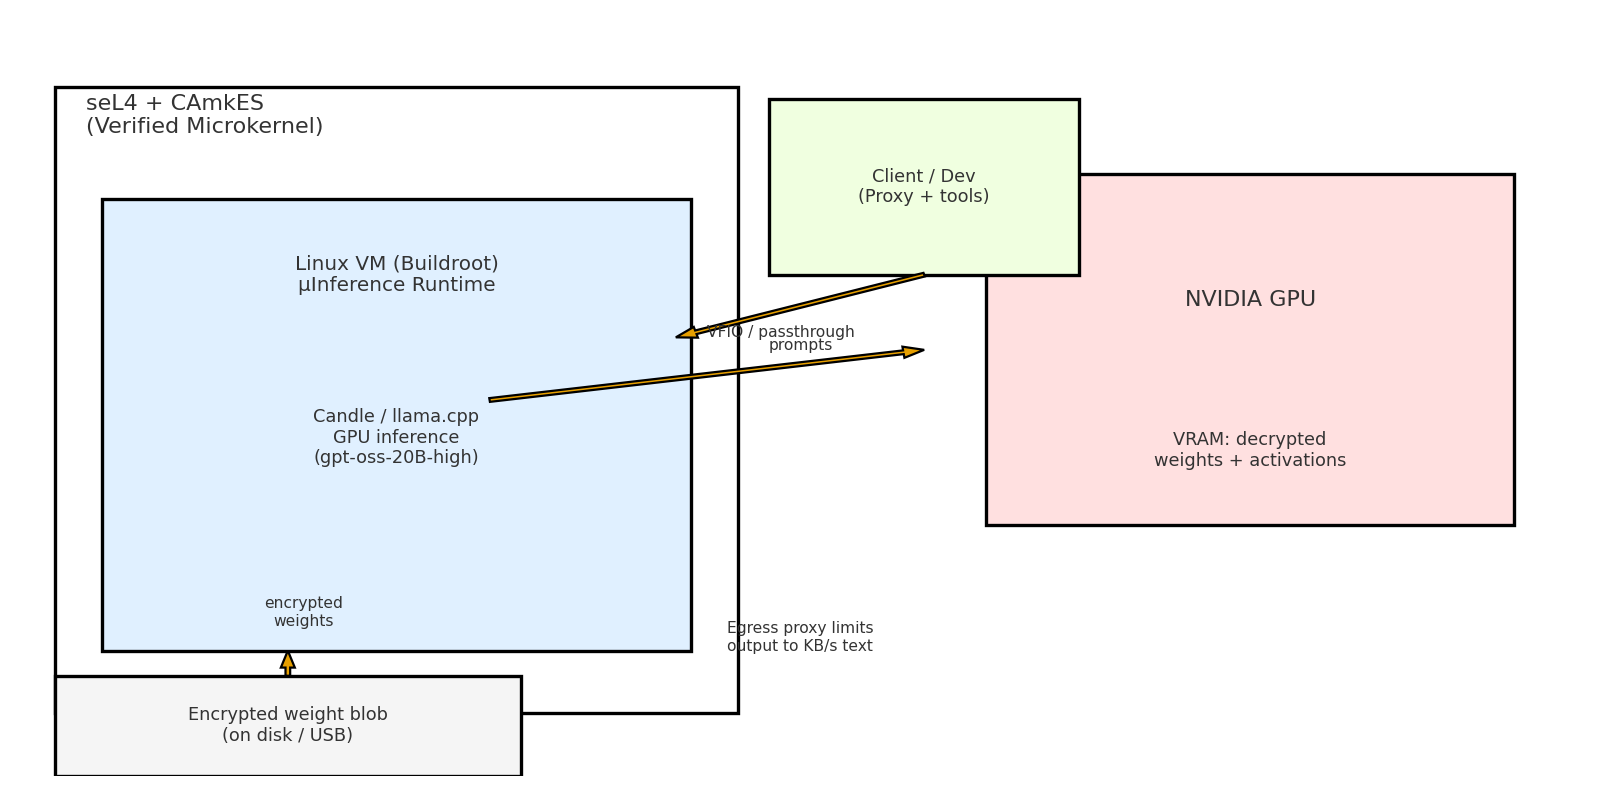 seL4 + CAmkES
(Verified Microkernel)
Client / Dev
(Proxy + tools)
Linux VM (Buildroot)
μInference Runtime
NVIDIA GPU
VFIO / passthrough
prompts
Candle / llama.cpp
GPU inference
(gpt-oss-20B-high)
VRAM: decrypted
weights + activations
encrypted
weights
Egress proxy limits
output to KB/s text
Encrypted weight blob
(on disk / USB)